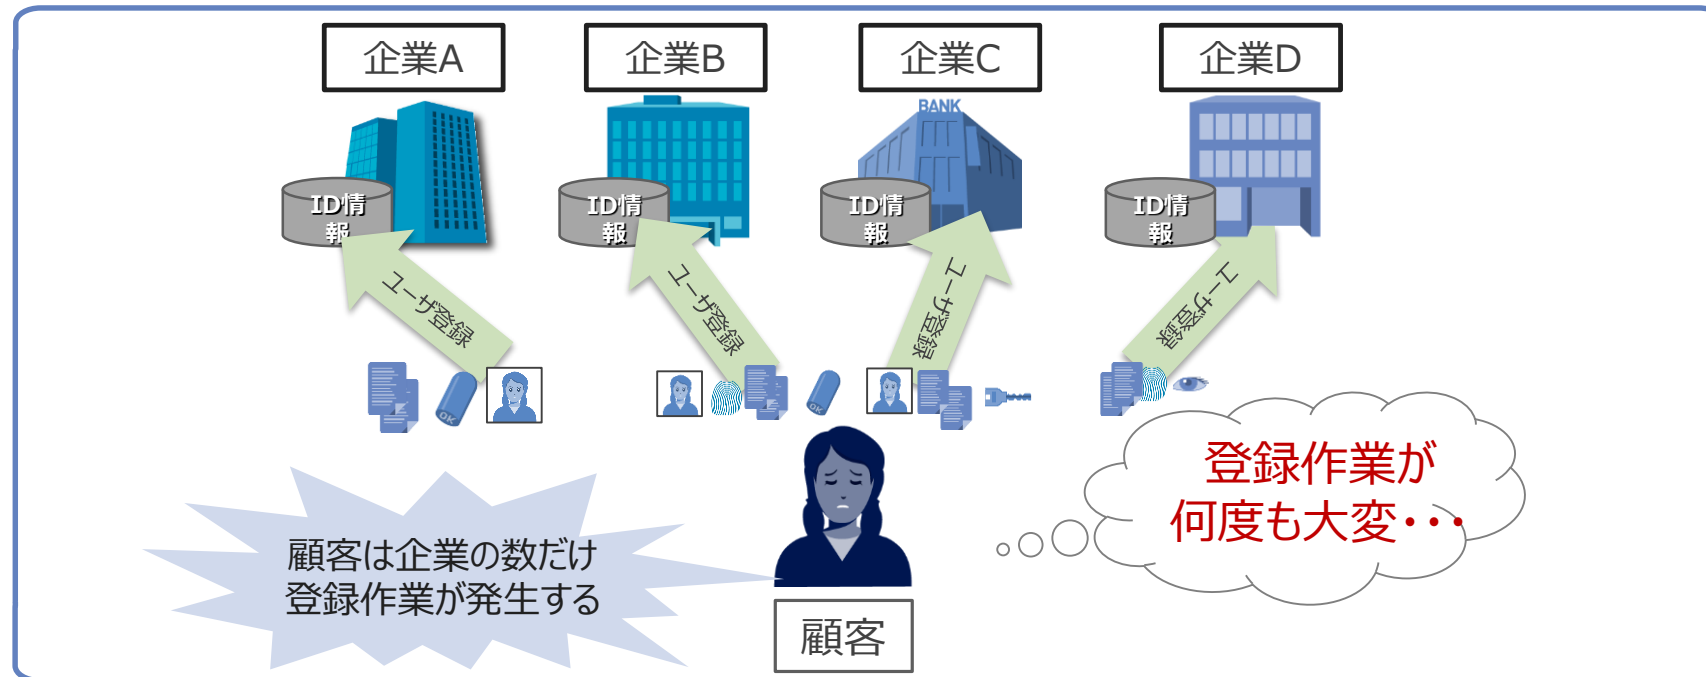 企業A
企業B
企業C
企業D
BANK
ID情
報
ID情
報
ID情
報
ID情
報
ユーザ登録
ユーザ登録
ユーザ登録
ユーザ登録
OK
OK
登録作業が
何度も大変・・・
顧客は企業の数だけ
登録作業が発生する
顧客